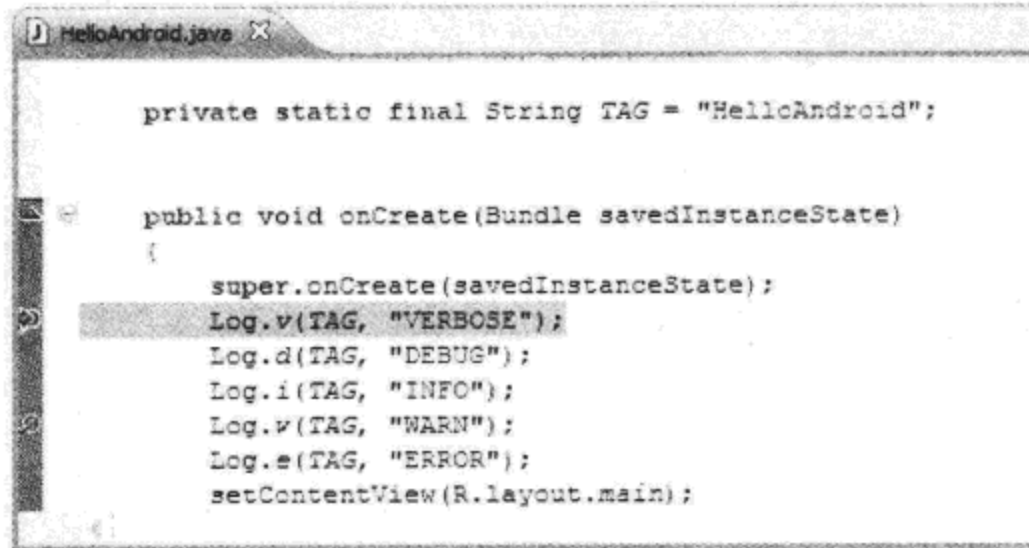 HelloAndroid.java
private static final String TAG = "HelloAndroid";
public void onCreate(Bundle savedInstanceState)
{
super.onCreate(savedInstanceState);
Log.v(TAG, "VERBOSE");
Log.d(TAG, "DEBUG");
Log.i(TAG, "INFO");
Log.w(TAG, "WARN");
Log.e(TAG, "ERROR");
setContentView(R.layout.main);